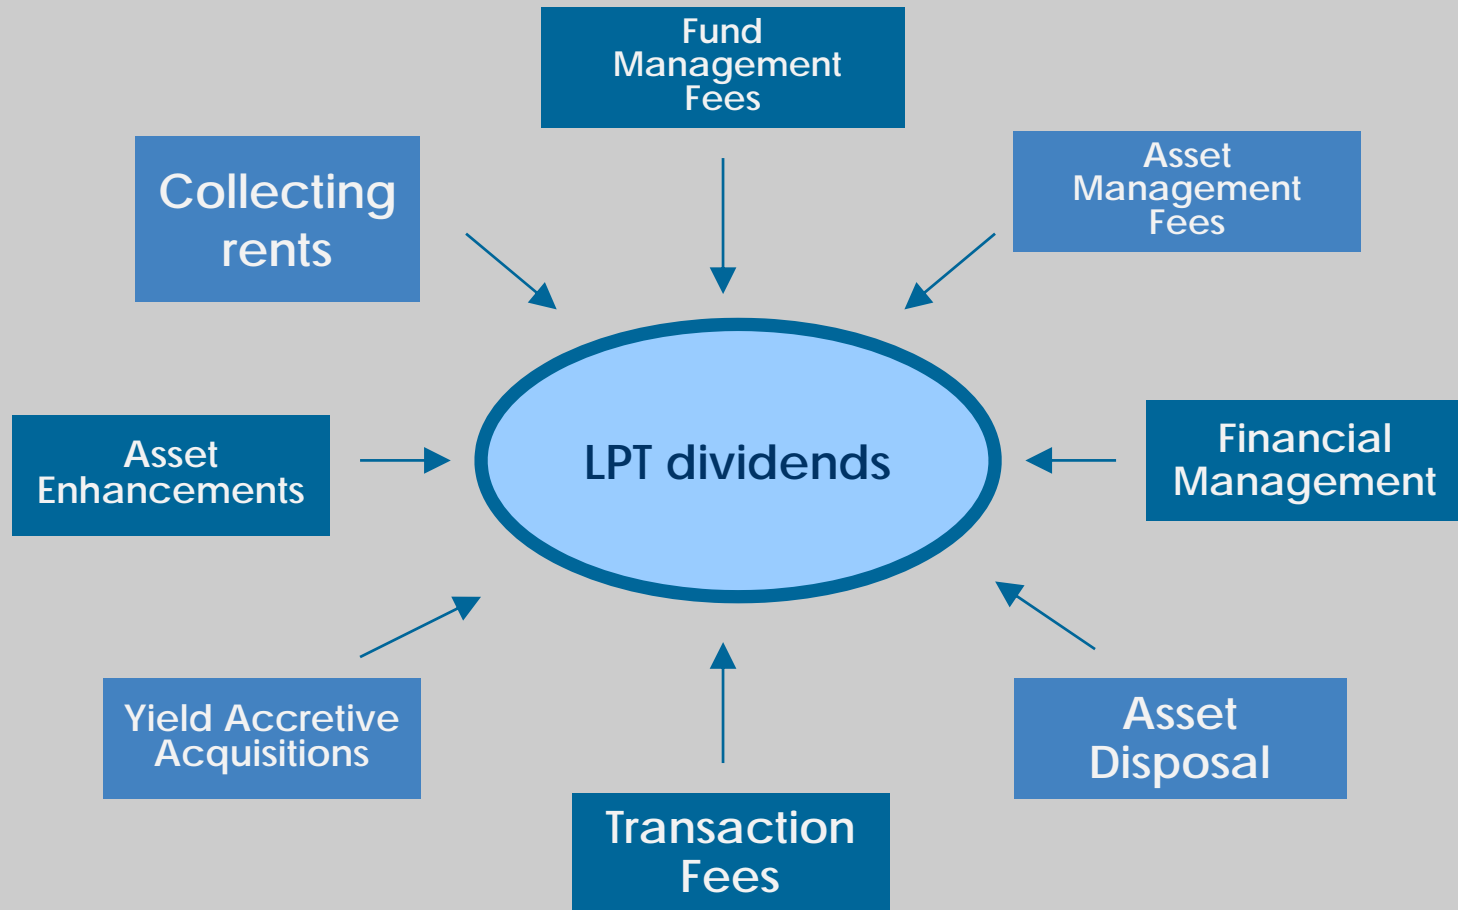 Fund
Management
Fees
Collecting
rents
Asset
Management
Fees
LPT dividends
Asset
Enhancements
Financial
Management
Yield Accretive
Acquisitions
Asset
Disposal
Transaction
Fees